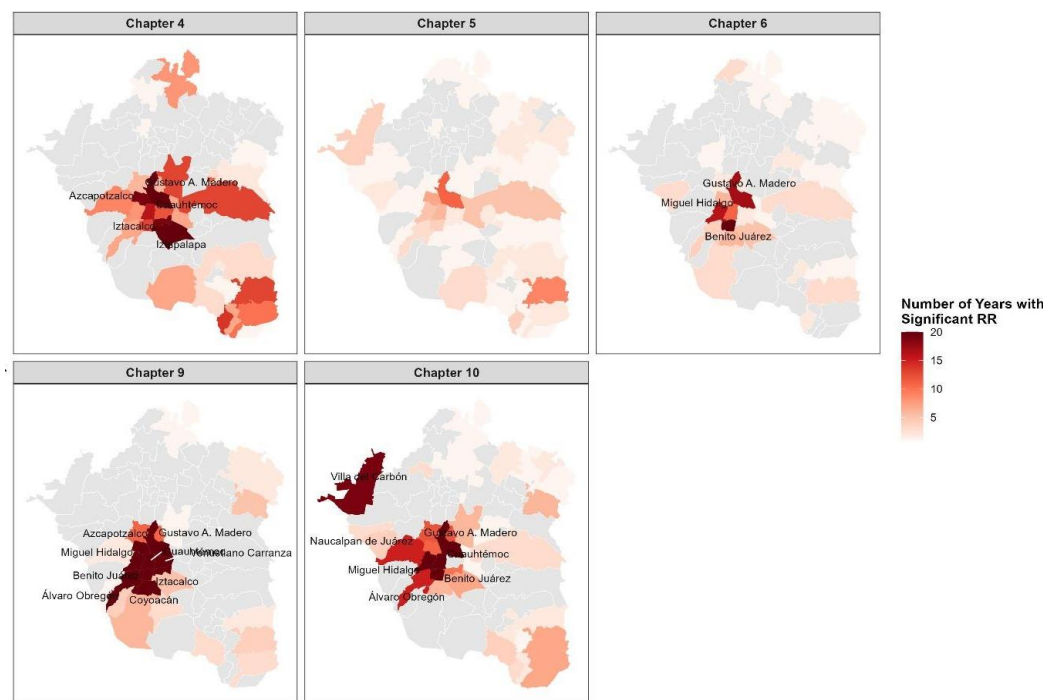 Chapter 4
Chapter 5
Chapter 6
Gustavo A. Madero
Azcapotzalco
Cuauhtémoc
Iztacalco
Iztapalapa
Gustavo A. Madero
Miguel Hidalgo
Benito Juárez
Number of Years with
Significant RR
20
15
10
5
Chapter 9
Chapter 10
Azcapotzalco
Gustavo A. Madero
Miguel Hidalgo
Cuauhtémoc
Venustiano Carranza
Benito Juárez
Iztacalco
Álvaro Obregón
Coyoacán
Villa del Carbón
Naucalpan de Juárez
Gustavo A. Madero
Cuauhtémoc
Miguel Hidalgo
Benito Juárez
Álvaro Obregón